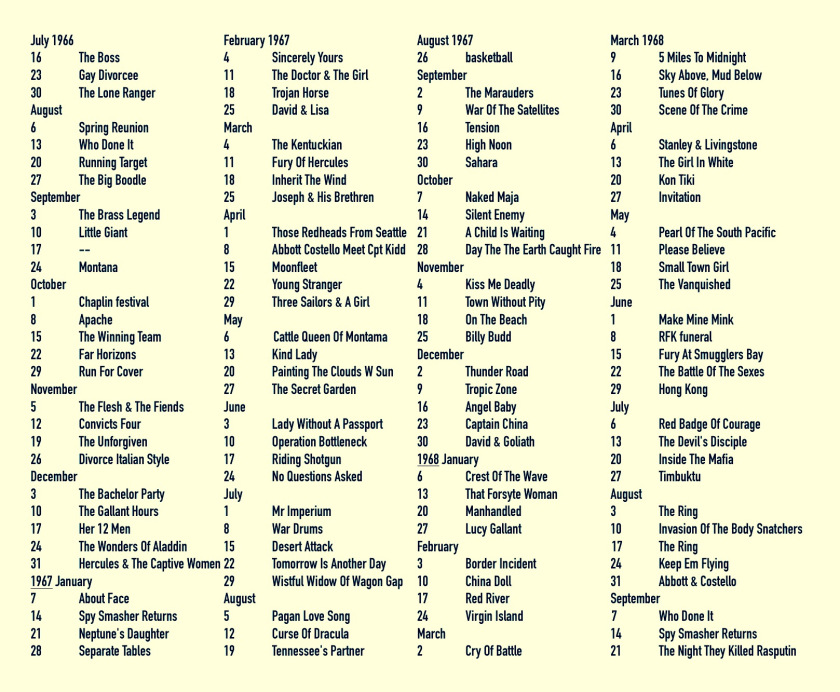 July 1966
16 The Boss
23 Gay Divorcee
30 The Lone Ranger
August
6 Spring Reunion
13 Who Done It
20 Running Target
27 The Big Boodle
September
3 The Brass Legend
10 Little Giant
17 --
24 Montana
October
1 Chaplin festival
8 Apache
15 The Winning Team
22 Far Horizons
29 Run For Cover
November
5 The Flesh & The Fiends
12 Convicts Four
19 The Unforgiven
26 Divorce Italian Style
December
3 The Bachelor Party
10 The Gallant Hours
17 Her 12 Men
24 The Wonders Of Aladdin
31 Hercules & The Captive Women
1967 January
7 About Face
14 Spy Smasher Returns
21 Neptune's Daughter
28 Separate Tables
February 1967
4 Sincerely Yours
11 The Doctor & The Girl
18 Trojan Horse
25 David & Lisa
March
4 The Kentuckian
11 Fury Of Hercules
18 Inherit The Wind
25 Joseph & His Brethren
April
1 Those Redheads From Seattle
8 Abbott Costello Meet Cpt Kidd
15 Moonfleet
22 Young Stranger
29 Three Sailors & A Girl
May
6 Cattle Queen Of Montama
13 Kind Lady
20 Painting The Clouds W Sun
27 The Secret Garden
June
3 Lady Without A Passport
10 Operation Bottleneck
17 Riding Shotgun
24 No Questions Asked
July
1 Mr Imperium
8 War Drums
15 Desert Attack
22 Tomorrow Is Another Day
29 Wistful Widow Of Wagon Gap
August
5 Pagan Love Song
12 Curse Of Dracula
19 Tennessee's Partner
August 1967
26 basketball
September
2 The Marauders
9 War Of The Satellites
16 Tension
23 High Noon
30 Sahara
October
7 Naked Maja
14 Silent Enemy
21 A Child Is Waiting
28 Day The The Earth Caught Fire
November
4 Kiss Me Deadly
11 Town Without Pity
18 On The Beach
25 Billy Budd
December
2 Thunder Road
9 Tropic Zone
16 Angel Baby
23 Captain China
30 David & Goliath
1968 January
6 Crest Of The Wave
13 That Forsyte Woman
20 Manhandled
27 Lucy Gallant
February
3 Border Incident
10 China Doll
17 Red River
24 Virgin Island
March
2 Cry Of Battle
March 1968
9 5 Miles To Midnight
16 Sky Above, Mud Below
23 Tunes Of Glory
30 Scene Of The Crime
April
6 Stanley & Livingstone
13 The Girl In White
20 Kon Tiki
27 Invitation
May
4 Pearl Of The South Pacific
11 Please Believe
18 Small Town Girl
25 The Vanquished
June
1 Make Mine Mink
8 RFK funeral
15 Fury At Smugglers Bay
22 The Battle Of The Sexes
29 Hong Kong
July
6 Red Badge Of Courage
13 The Devil's Disciple
20 Inside The Mafia
27 Timbuktu
August
3 The Ring
10 Invasion Of The Body Snatchers
17 The Ring
24 Keep Em Flying
31 Abbott & Costello
September
7 Who Done It
14 Spy Smasher Returns
21 The Night They Killed Rasputin